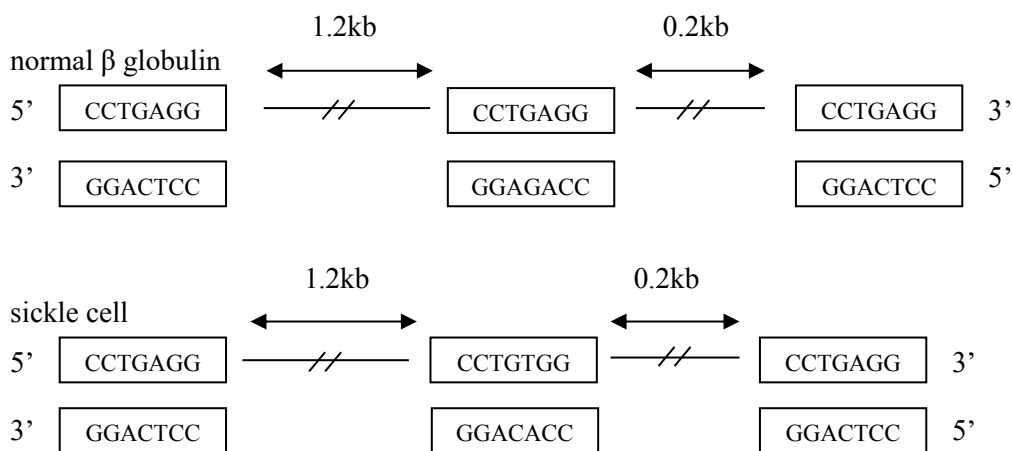 1.2kb 0.2kb
normal β globulin
5’ CCTGAGG CCTGAGG CCTGAGG 3’
3’ GGACTCC GGAGACC GGACTCC 5’
1.2kb 0.2kb
sickle cell
5’ CCTGAGG CCTGTGG CCTGAGG 3’
3’ GGACTCC GGACACC GGACTCC 5’